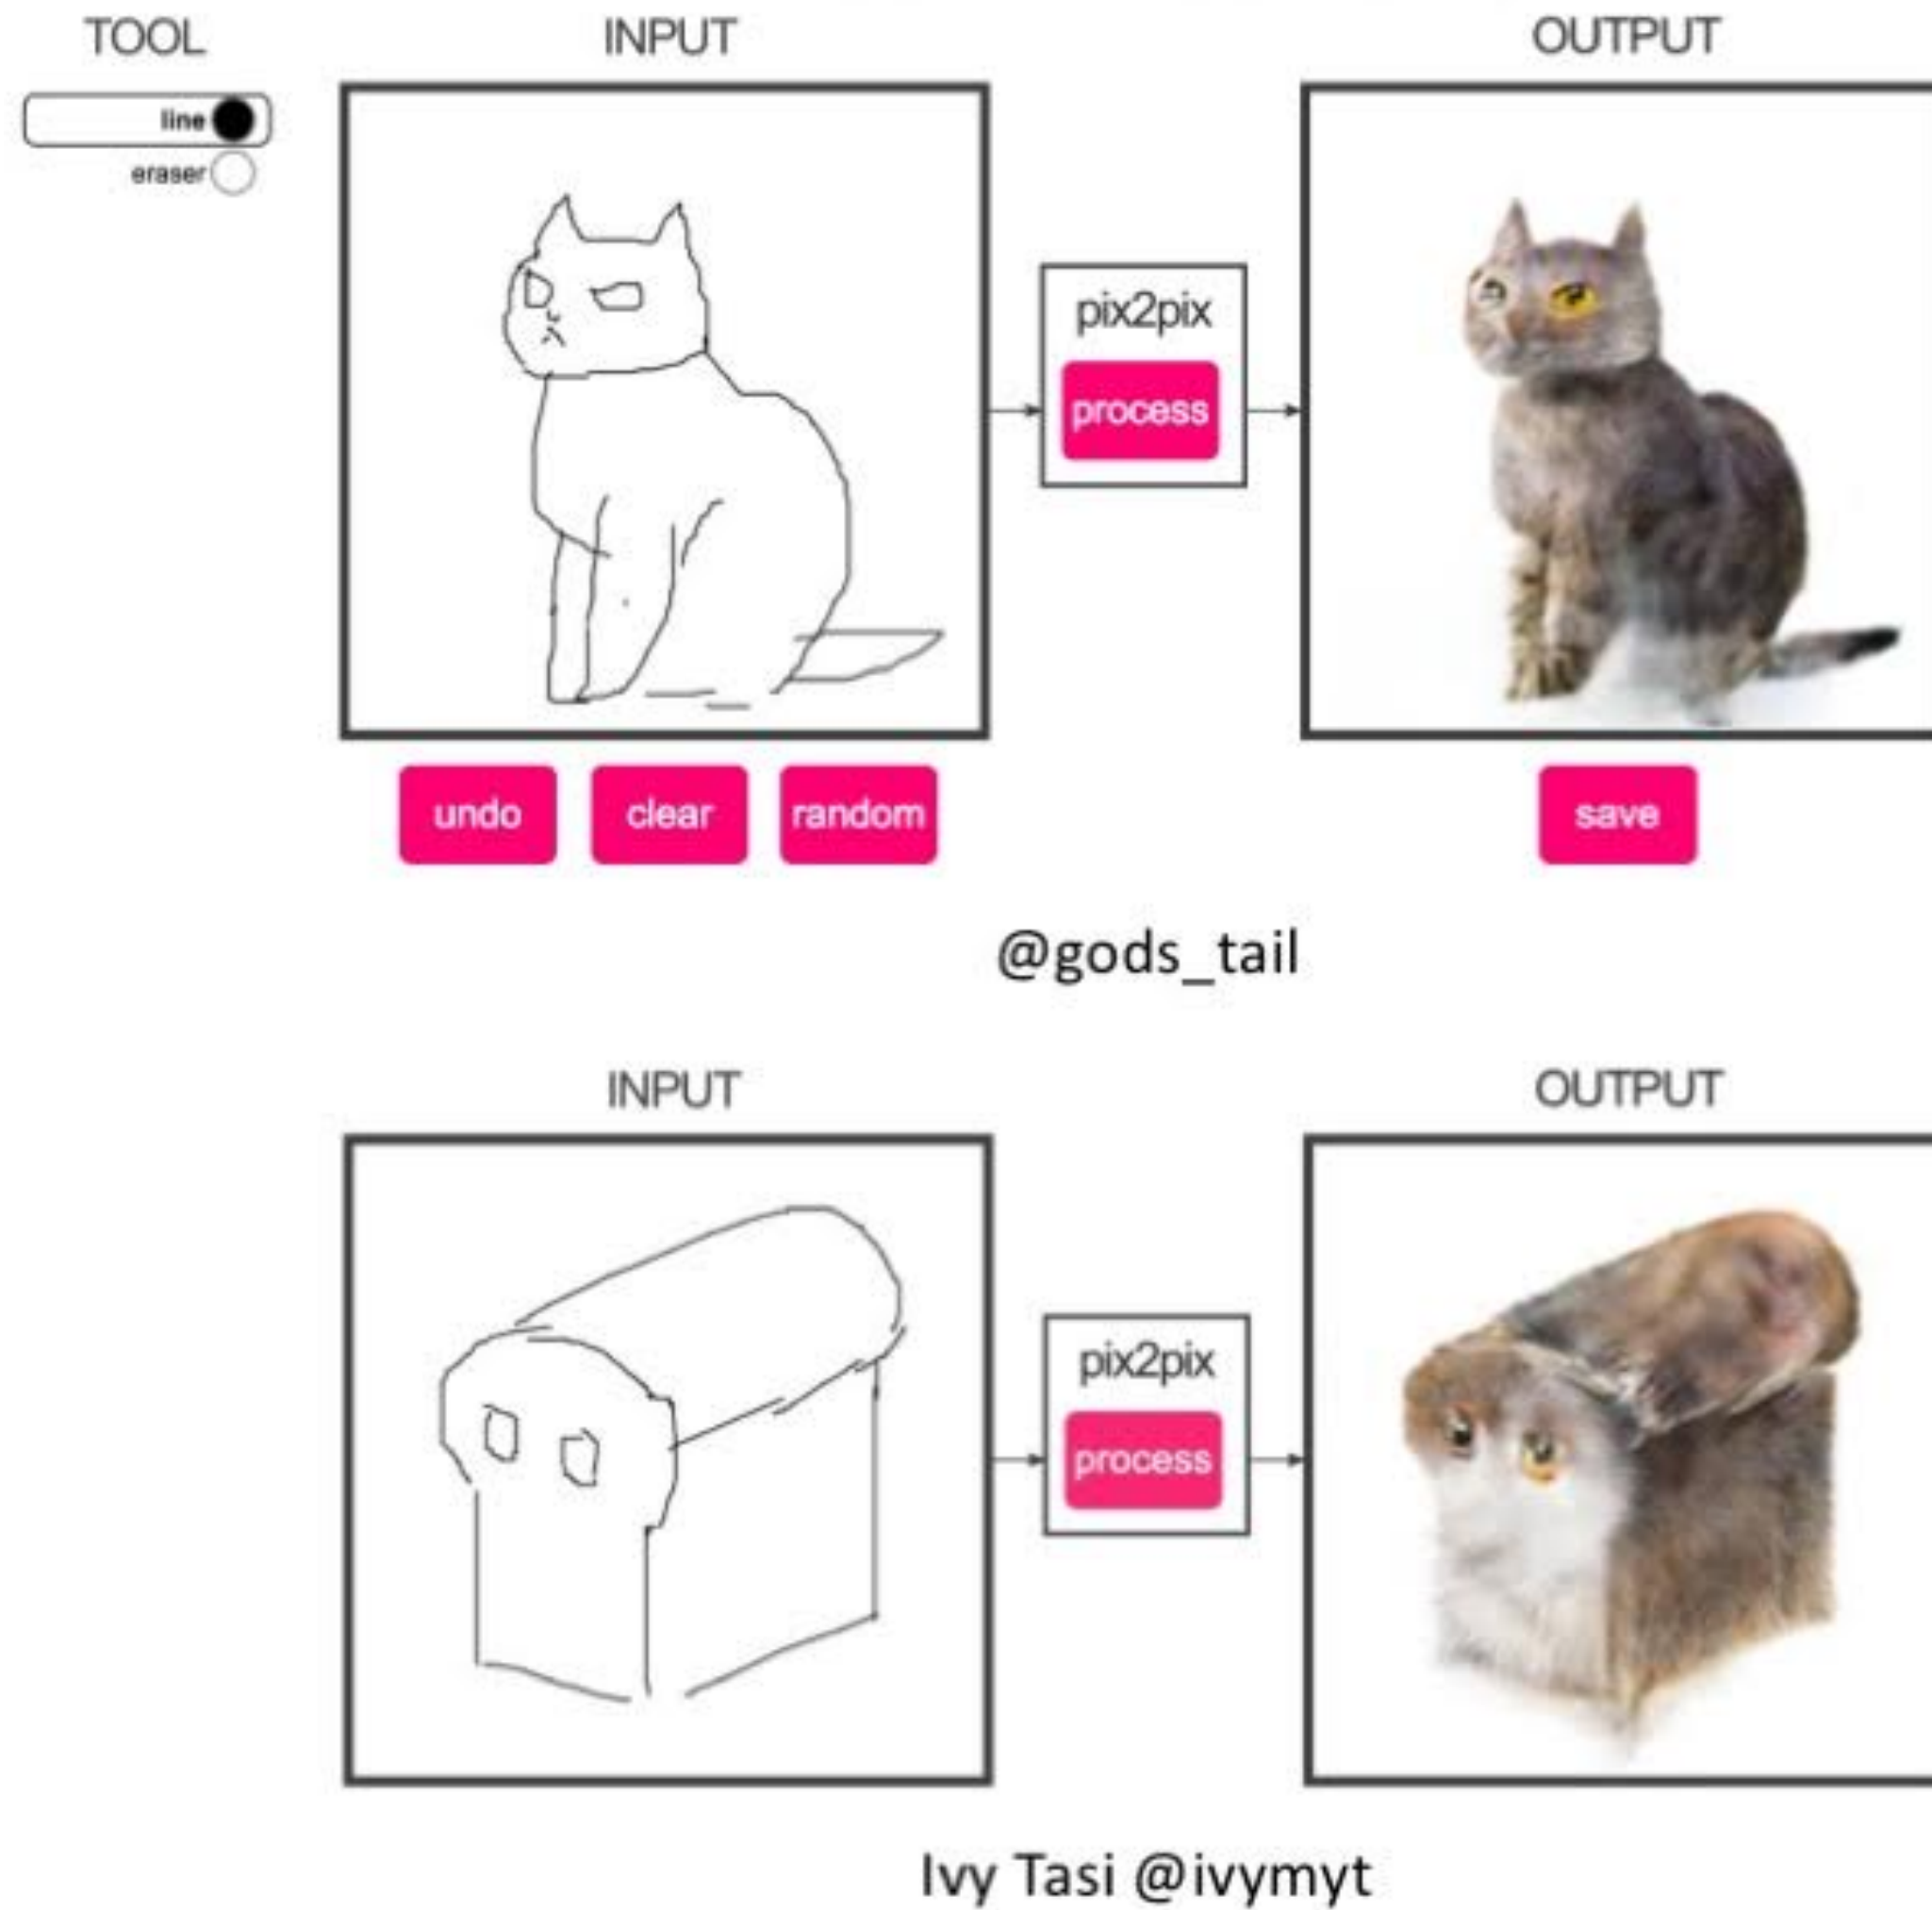 TOOL
INPUT
OUTPUT
line
eraser
pix2pix
process
undo
clear
random
save
@gods_tail
INPUT
OUTPUT
pix2pix
process
Ivy Tasi @ivymyt